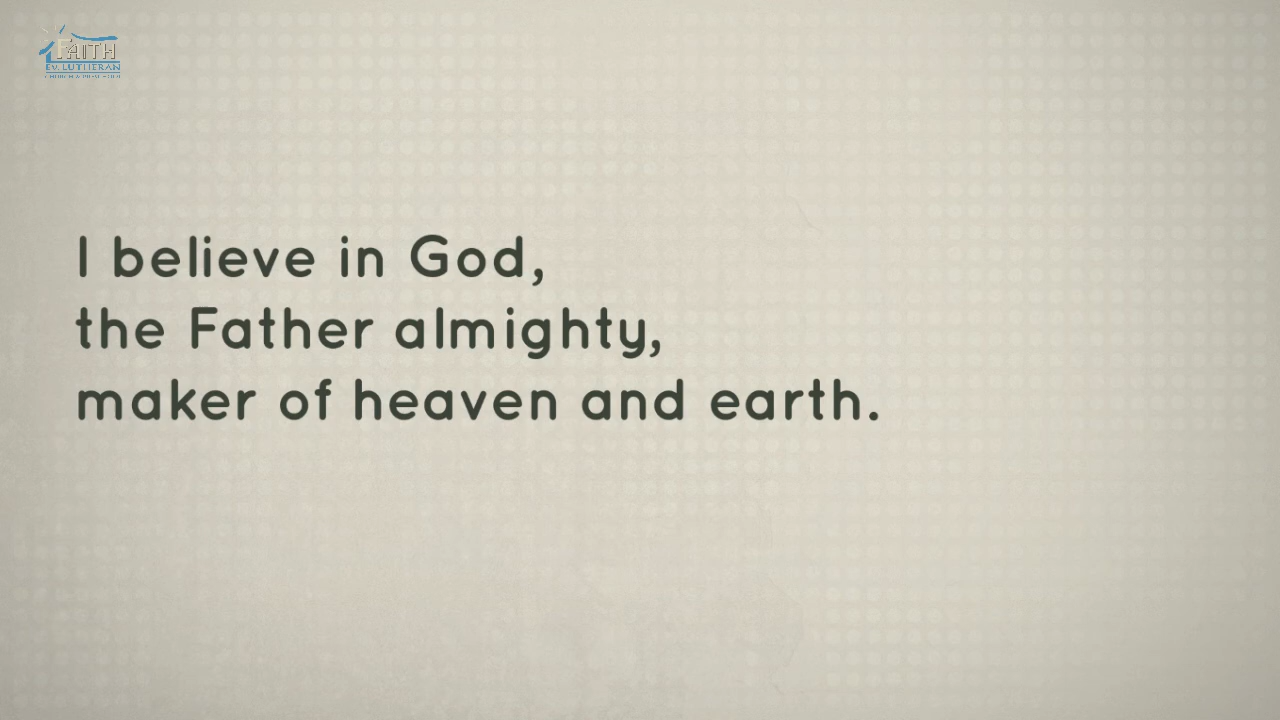 FAITH
EV. LUTHERAN
I believe in God,
the Father almighty,
maker of heaven and earth.